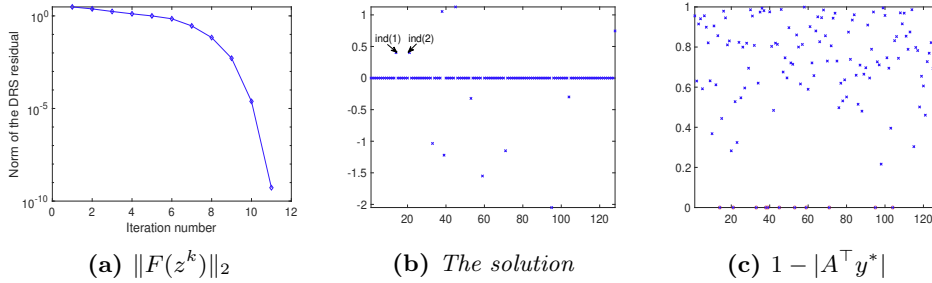 Norm of the DRS residual
10^0
10^-5
10^-10
0 2 4 6 8 10 12
Iteration number
(a) ‖F(z^k)‖_2
1
0.5
0
-0.5
-1
-1.5
-2
ind(1) ind(2)
20 40 60 80 100 120
(b) The solution
1
0.8
0.6
0.4
0.2
0
20 40 60 80 100 120
(c) 1 − |A^⊤ y^*|